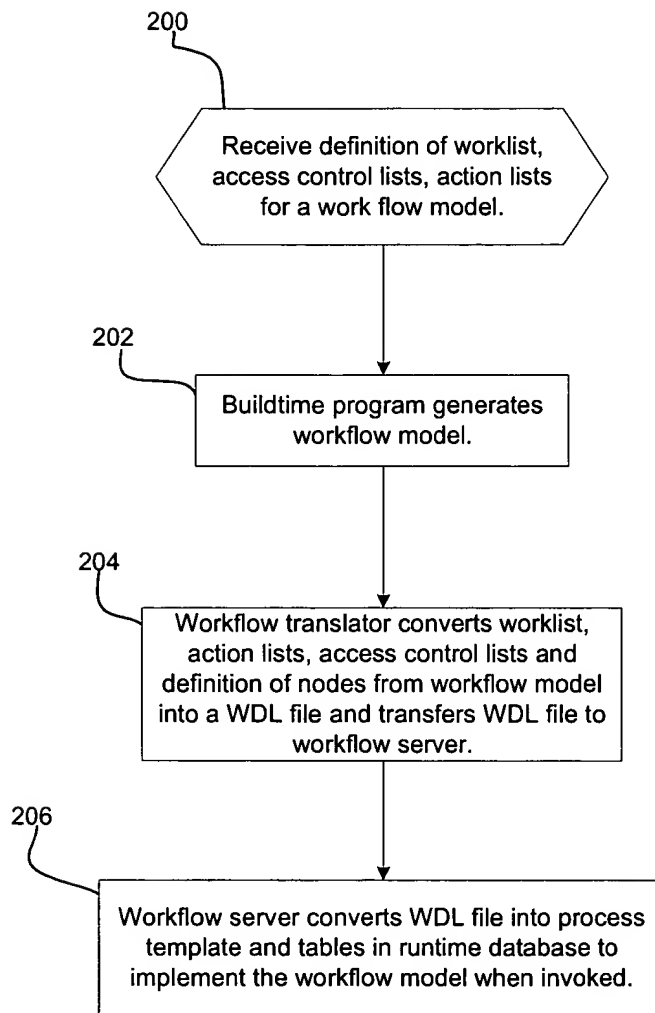 200
Receive definition of worklist,
access control lists, action lists
for a work flow model.
202
Buildtime program generates
workflow model.
204
Workflow translator converts worklist,
action lists, access control lists and
definition of nodes from workflow model
into a WDL file and transfers WDL file to
workflow server.
206
Workflow server converts WDL file into process
template and tables in runtime database to
implement the workflow model when invoked.